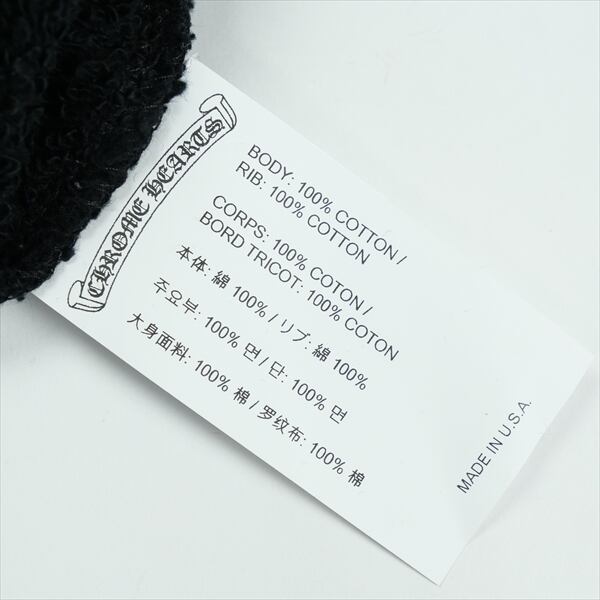 CHROME HEARTS
BODY: 100% COTTON /
RIB: 100% COTTON
CORPS: 100% COTON /
BORD TRICOT: 100% COTON
本体: 綿 100% / リブ: 綿 100%
주요부: 100% 면 / 단: 100% 면
大身面料: 100% 棉 / 罗纹布: 100% 棉
MADE IN U.S.A.